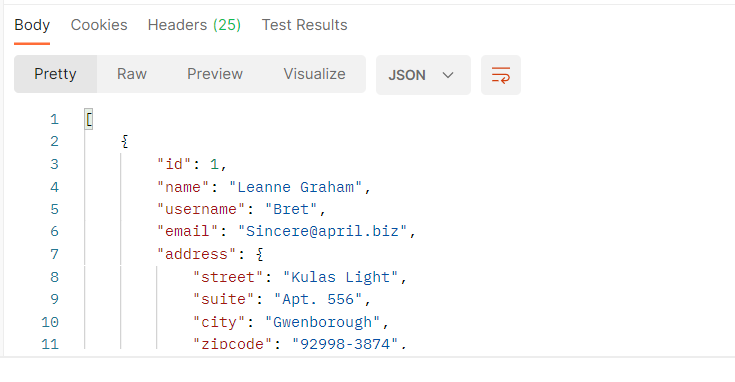 Body Cookies Headers (25) Test Results
Pretty Raw Preview Visualize JSON
1 [
2 {
3 "id": 1,
4 "name": "Leanne Graham",
5 "username": "Bret",
6 "email": "Sincere@april.biz",
7 "address": {
8 "street": "Kulas Light",
9 "suite": "Apt. 556",
10 "city": "Gwenborough",
11 "zipcode": "92998-3874",